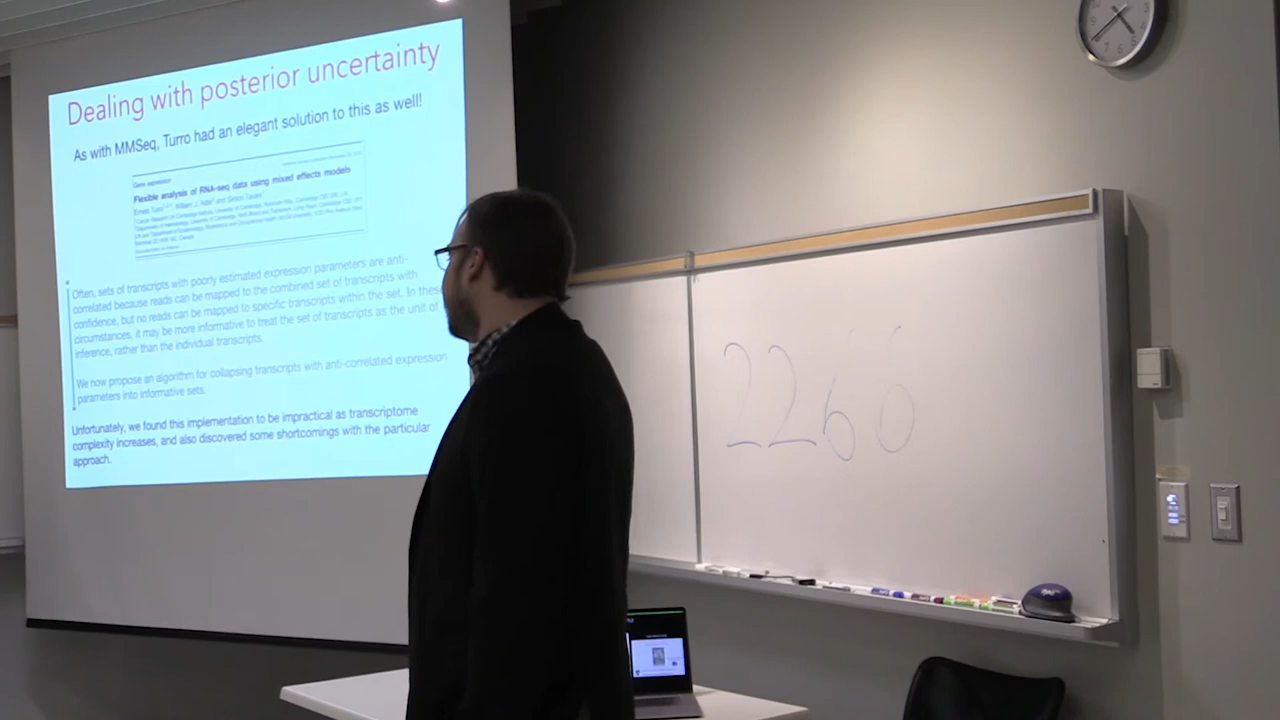 Dealing with posterior uncertainty
As with MMSeq, Turro had an elegant solution to this as well!
Gene expression
Flexible analysis of RNA-seq data using mixed effects models
Often, sets of transcripts with poorly estimated expression parameters are anti-
correlated because reads can be mapped to the combined set of transcripts with
confidence, but no reads can be mapped to specific transcripts within the set. In these
circumstances, it may be more informative to treat the set of transcripts as the unit of
inference, rather than the individual transcripts.
We now propose an algorithm for collapsing transcripts with anti-correlated expression
parameters into informative sets.
Unfortunately, we found this implementation to be impractical as transcriptome
complexity increases, and also discovered some shortcomings with the particular
approach.
2266